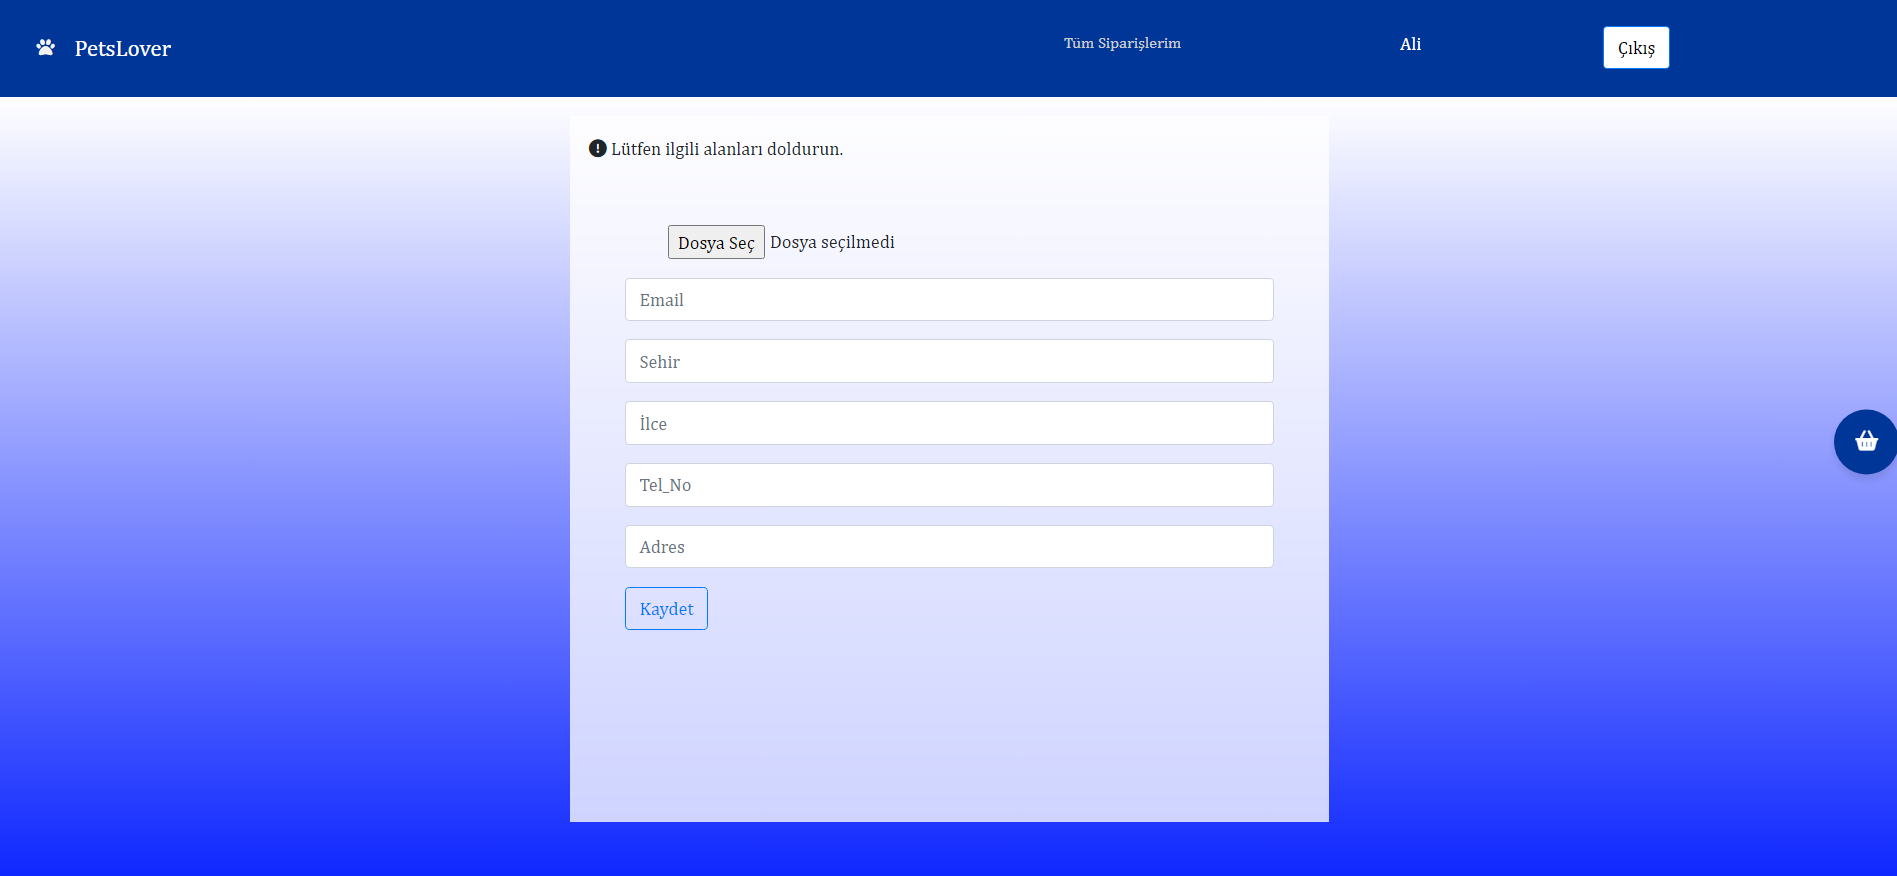 PetsLover
Tüm Siparişlerim
Ali
Çıkış
Lütfen ilgili alanları doldurun.
Dosya Seç Dosya seçilmedi
Email
Sehir
İlce
Tel_No
Adres
Kaydet